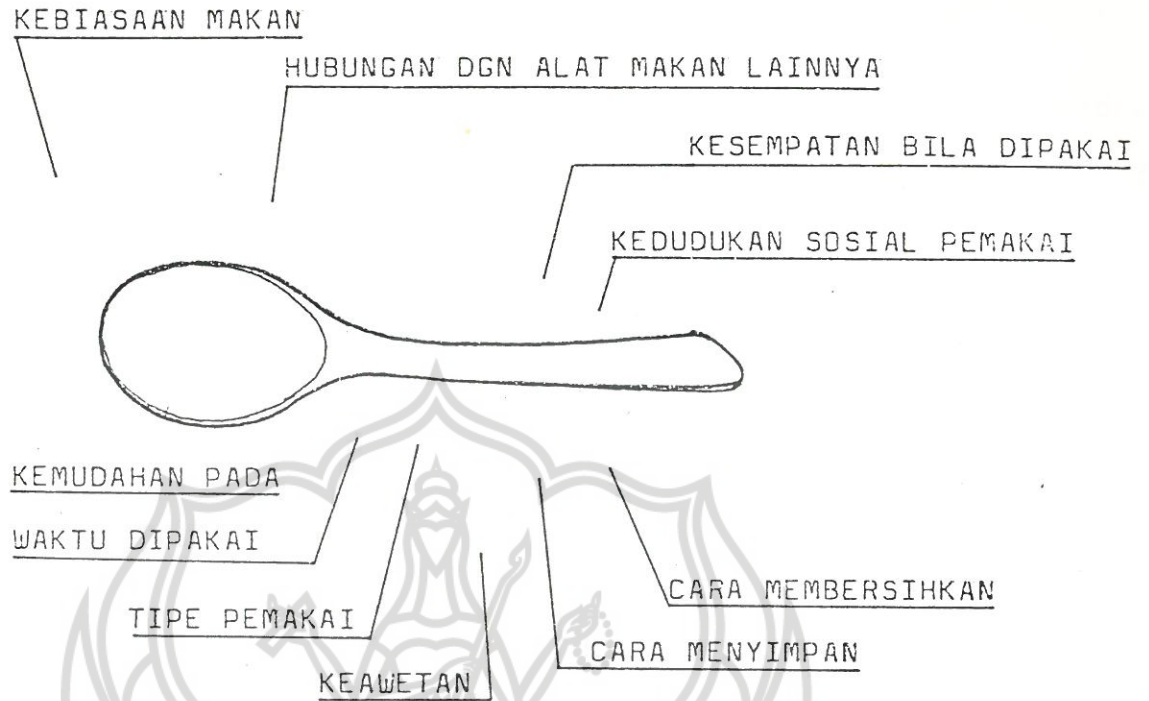 KEBIASAAN MAKAN
HUBUNGAN DGN ALAT MAKAN LAINNYA
KESEMPATAN BILA DIPAKAI
KEDUDUKAN SOSIAL PEMAKAI
KEMUDAHAN PADA
WAKTU DIPAKAI
TIPE PEMAKAI
KEAWETAN
CARA MENYIMPAN
CARA MEMBERSIHKAN